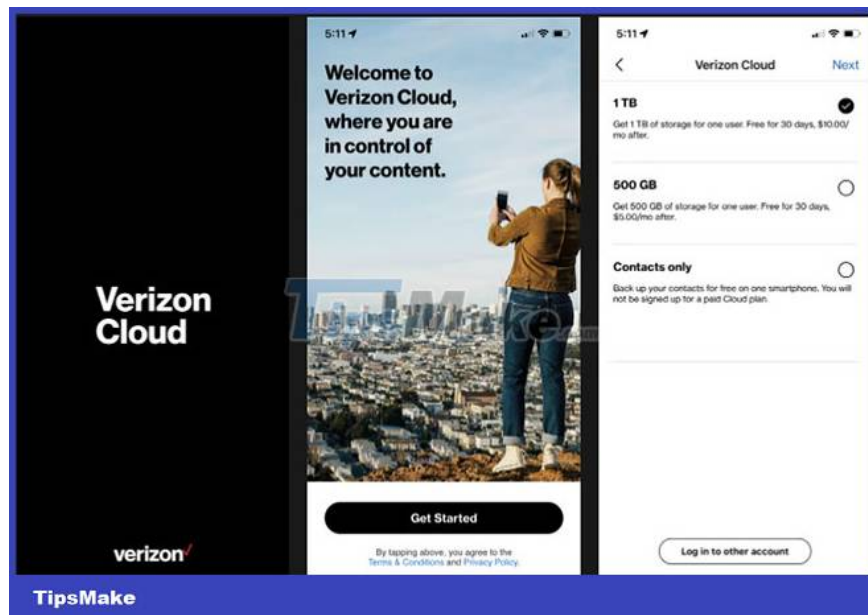 Verizon
Cloud
verizon
5:11
Welcome to
Verizon Cloud,
where you are
in control of
your content.
TipsMake.com
Get Started
By tapping above, you agree to the
Terms & Conditions and Privacy Policy.
5:11
Verizon Cloud
Next
1 TB
Get 1 TB of storage for one user. Free for 30 days, $10.00/
mo after.
500 GB
Get 500 GB of storage for one user. Free for 30 days,
$5.00/mo after.
Contacts only
Back up your contacts for free on one smartphone. You will
not be signed up for a paid Cloud plan.
Log in to other account
TipsMake